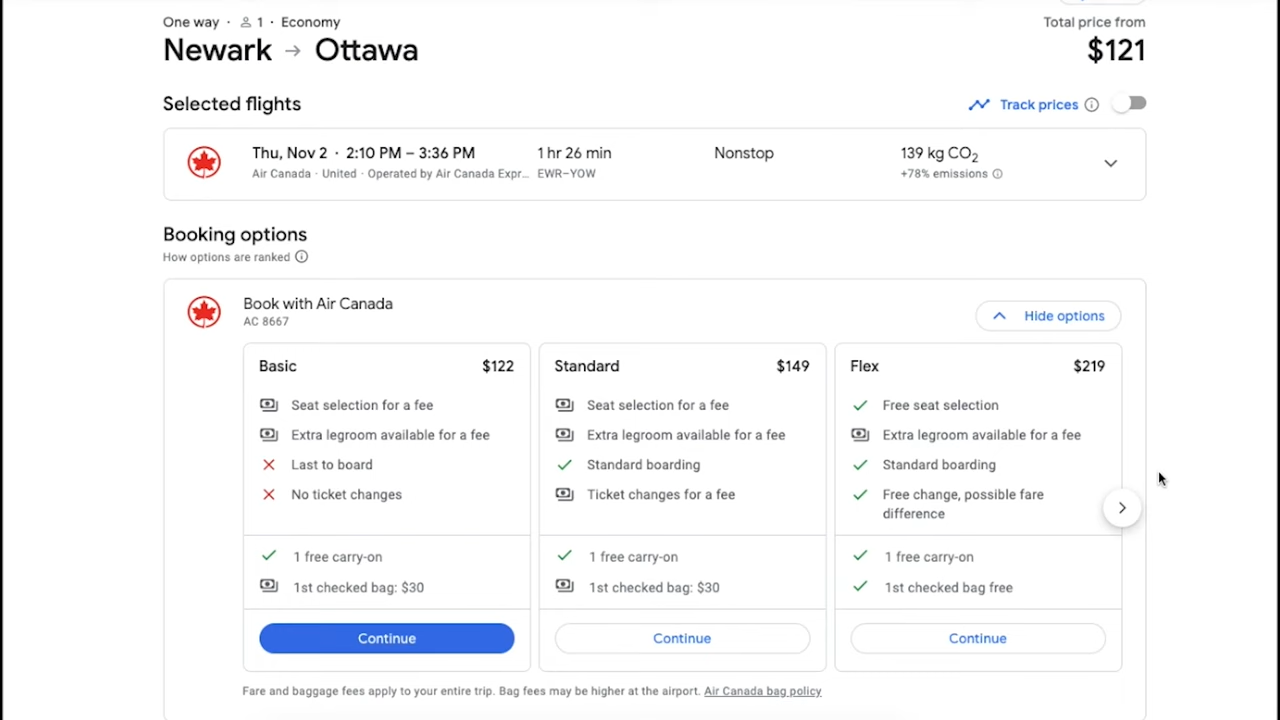 One way · 1 · Economy
Total price from
Newark → Ottawa
$121
Selected flights
Track prices
Thu, Nov 2 · 2:10 PM – 3:36 PM
1 hr 26 min
Nonstop
139 kg CO2
Air Canada · United · Operated by Air Canada Expr...
EWR–YOW
+78% emissions
Booking options
How options are ranked
Book with Air Canada
AC 8667
Hide options
Basic
$122
Seat selection for a fee
Extra legroom available for a fee
Last to board
No ticket changes
1 free carry-on
1st checked bag: $30
Continue
Standard
$149
Seat selection for a fee
Extra legroom available for a fee
Standard boarding
Ticket changes for a fee
1 free carry-on
1st checked bag: $30
Continue
Flex
$219
Free seat selection
Extra legroom available for a fee
Standard boarding
Free change, possible fare
difference
1 free carry-on
1st checked bag free
Continue
Fare and baggage fees apply to your entire trip. Bag fees may be higher at the airport. Air Canada bag policy